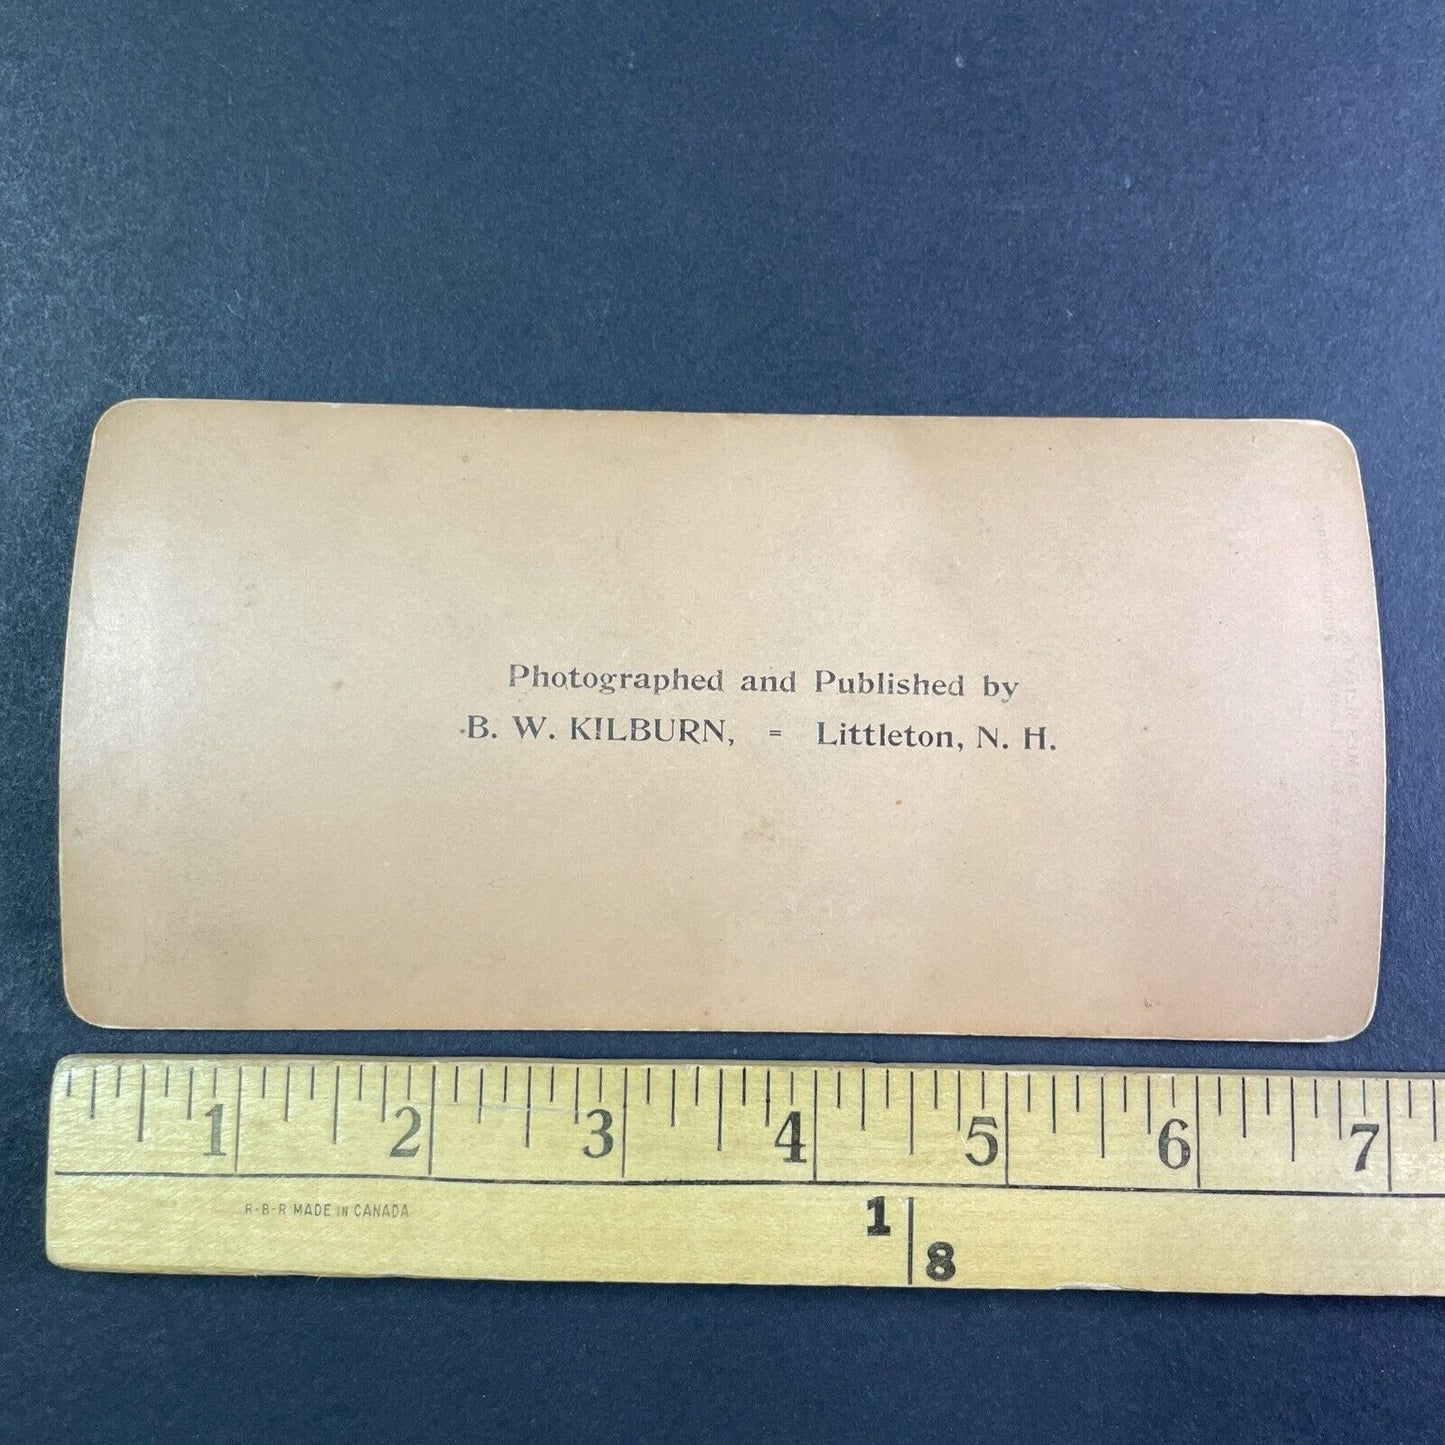 Photographed and Published by
B. W. KILBURN, = Littleton, N. H.
1 2 3 4 5 6 7
R-B-R MADE IN CANADA
1 8